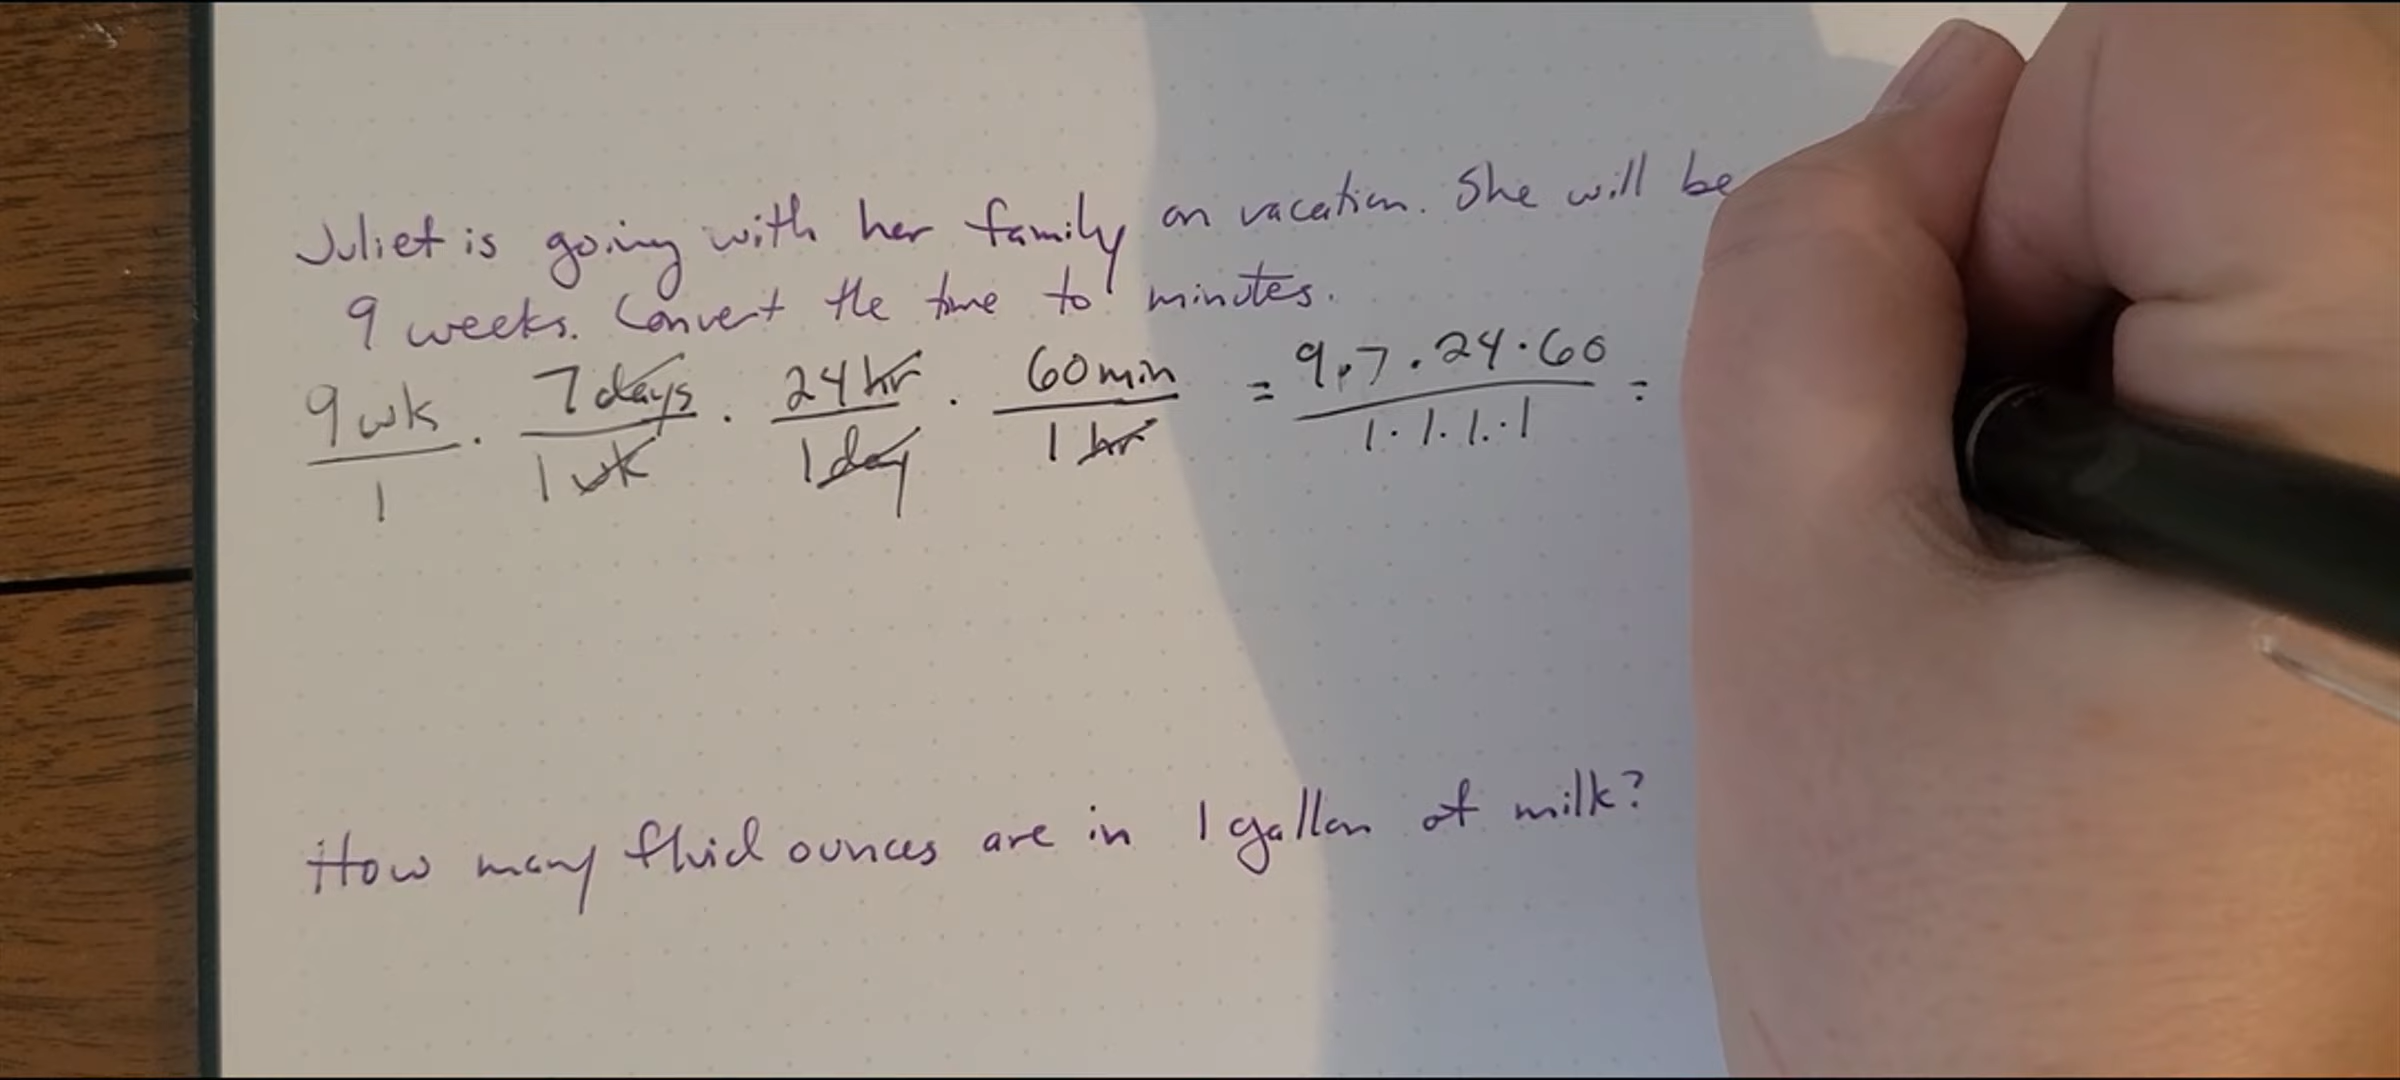 Juliet is going with her family on vacation. She will be
9 weeks. Convert the time to minutes.
9 wk / 1 · 7 days / 1 wk · 24 hr / 1 day · 60 min / 1 hr = 9 · 7 · 24 · 60 / 1 · 1 · 1 · 1 =
How many fluid ounces are in 1 gallon of milk?